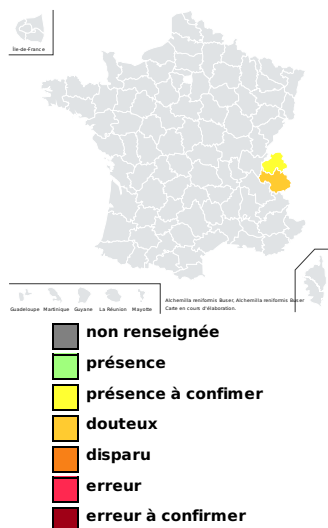 Île-de-France
Guadeloupe Martinique Guyane La Réunion Mayotte
Alchemilla reniformis Buser, Alchemilla reniformis Buser
Carte en cours d'élaboration.
non renseignée
présence
présence à confimer
douteux
disparu
erreur
erreur à confirmer